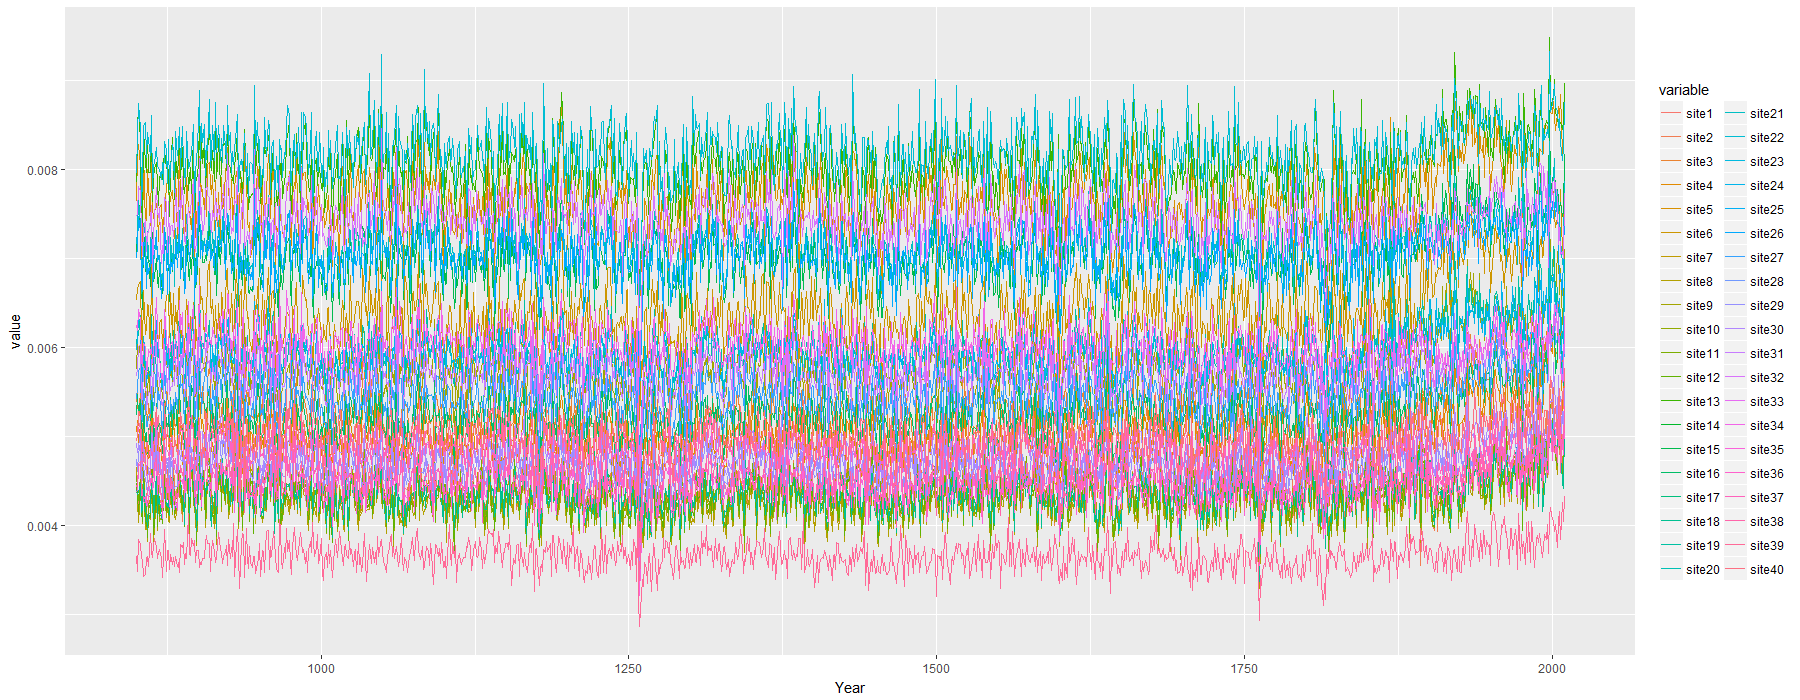 value
0.008
0.006
0.004
1000 1250 1500 1750 2000
Year
variable
site1 site21
site2 site22
site3 site23
site4 site24
site5 site25
site6 site26
site7 site27
site8 site28
site9 site29
site10 site30
site11 site31
site12 site32
site13 site33
site14 site34
site15 site35
site16 site36
site17 site37
site18 site38
site19 site39
site20 site40